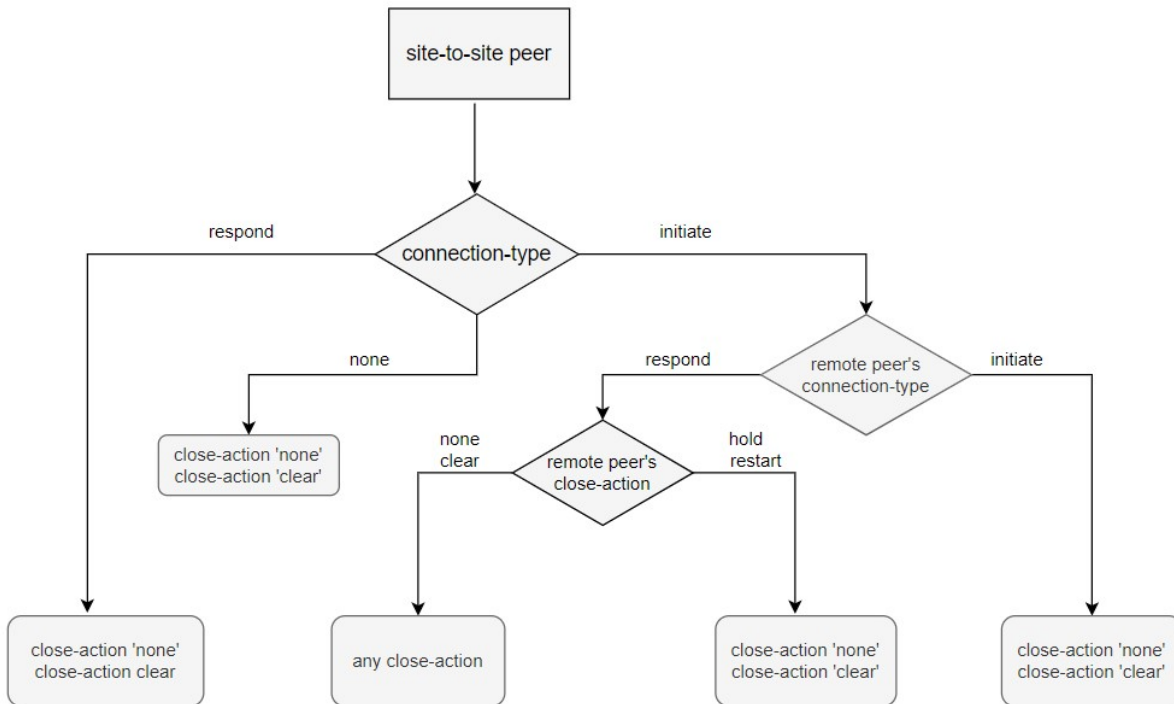 site-to-site peer
respond
connection-type
initiate
none
respond
remote peer's
connection-type
initiate
close-action 'none'
close-action 'clear'
none
clear
remote peer's
close-action
hold
restart
close-action 'none'
close-action clear
any close-action
close-action 'none'
close-action 'clear'
close-action 'none'
close-action 'clear'